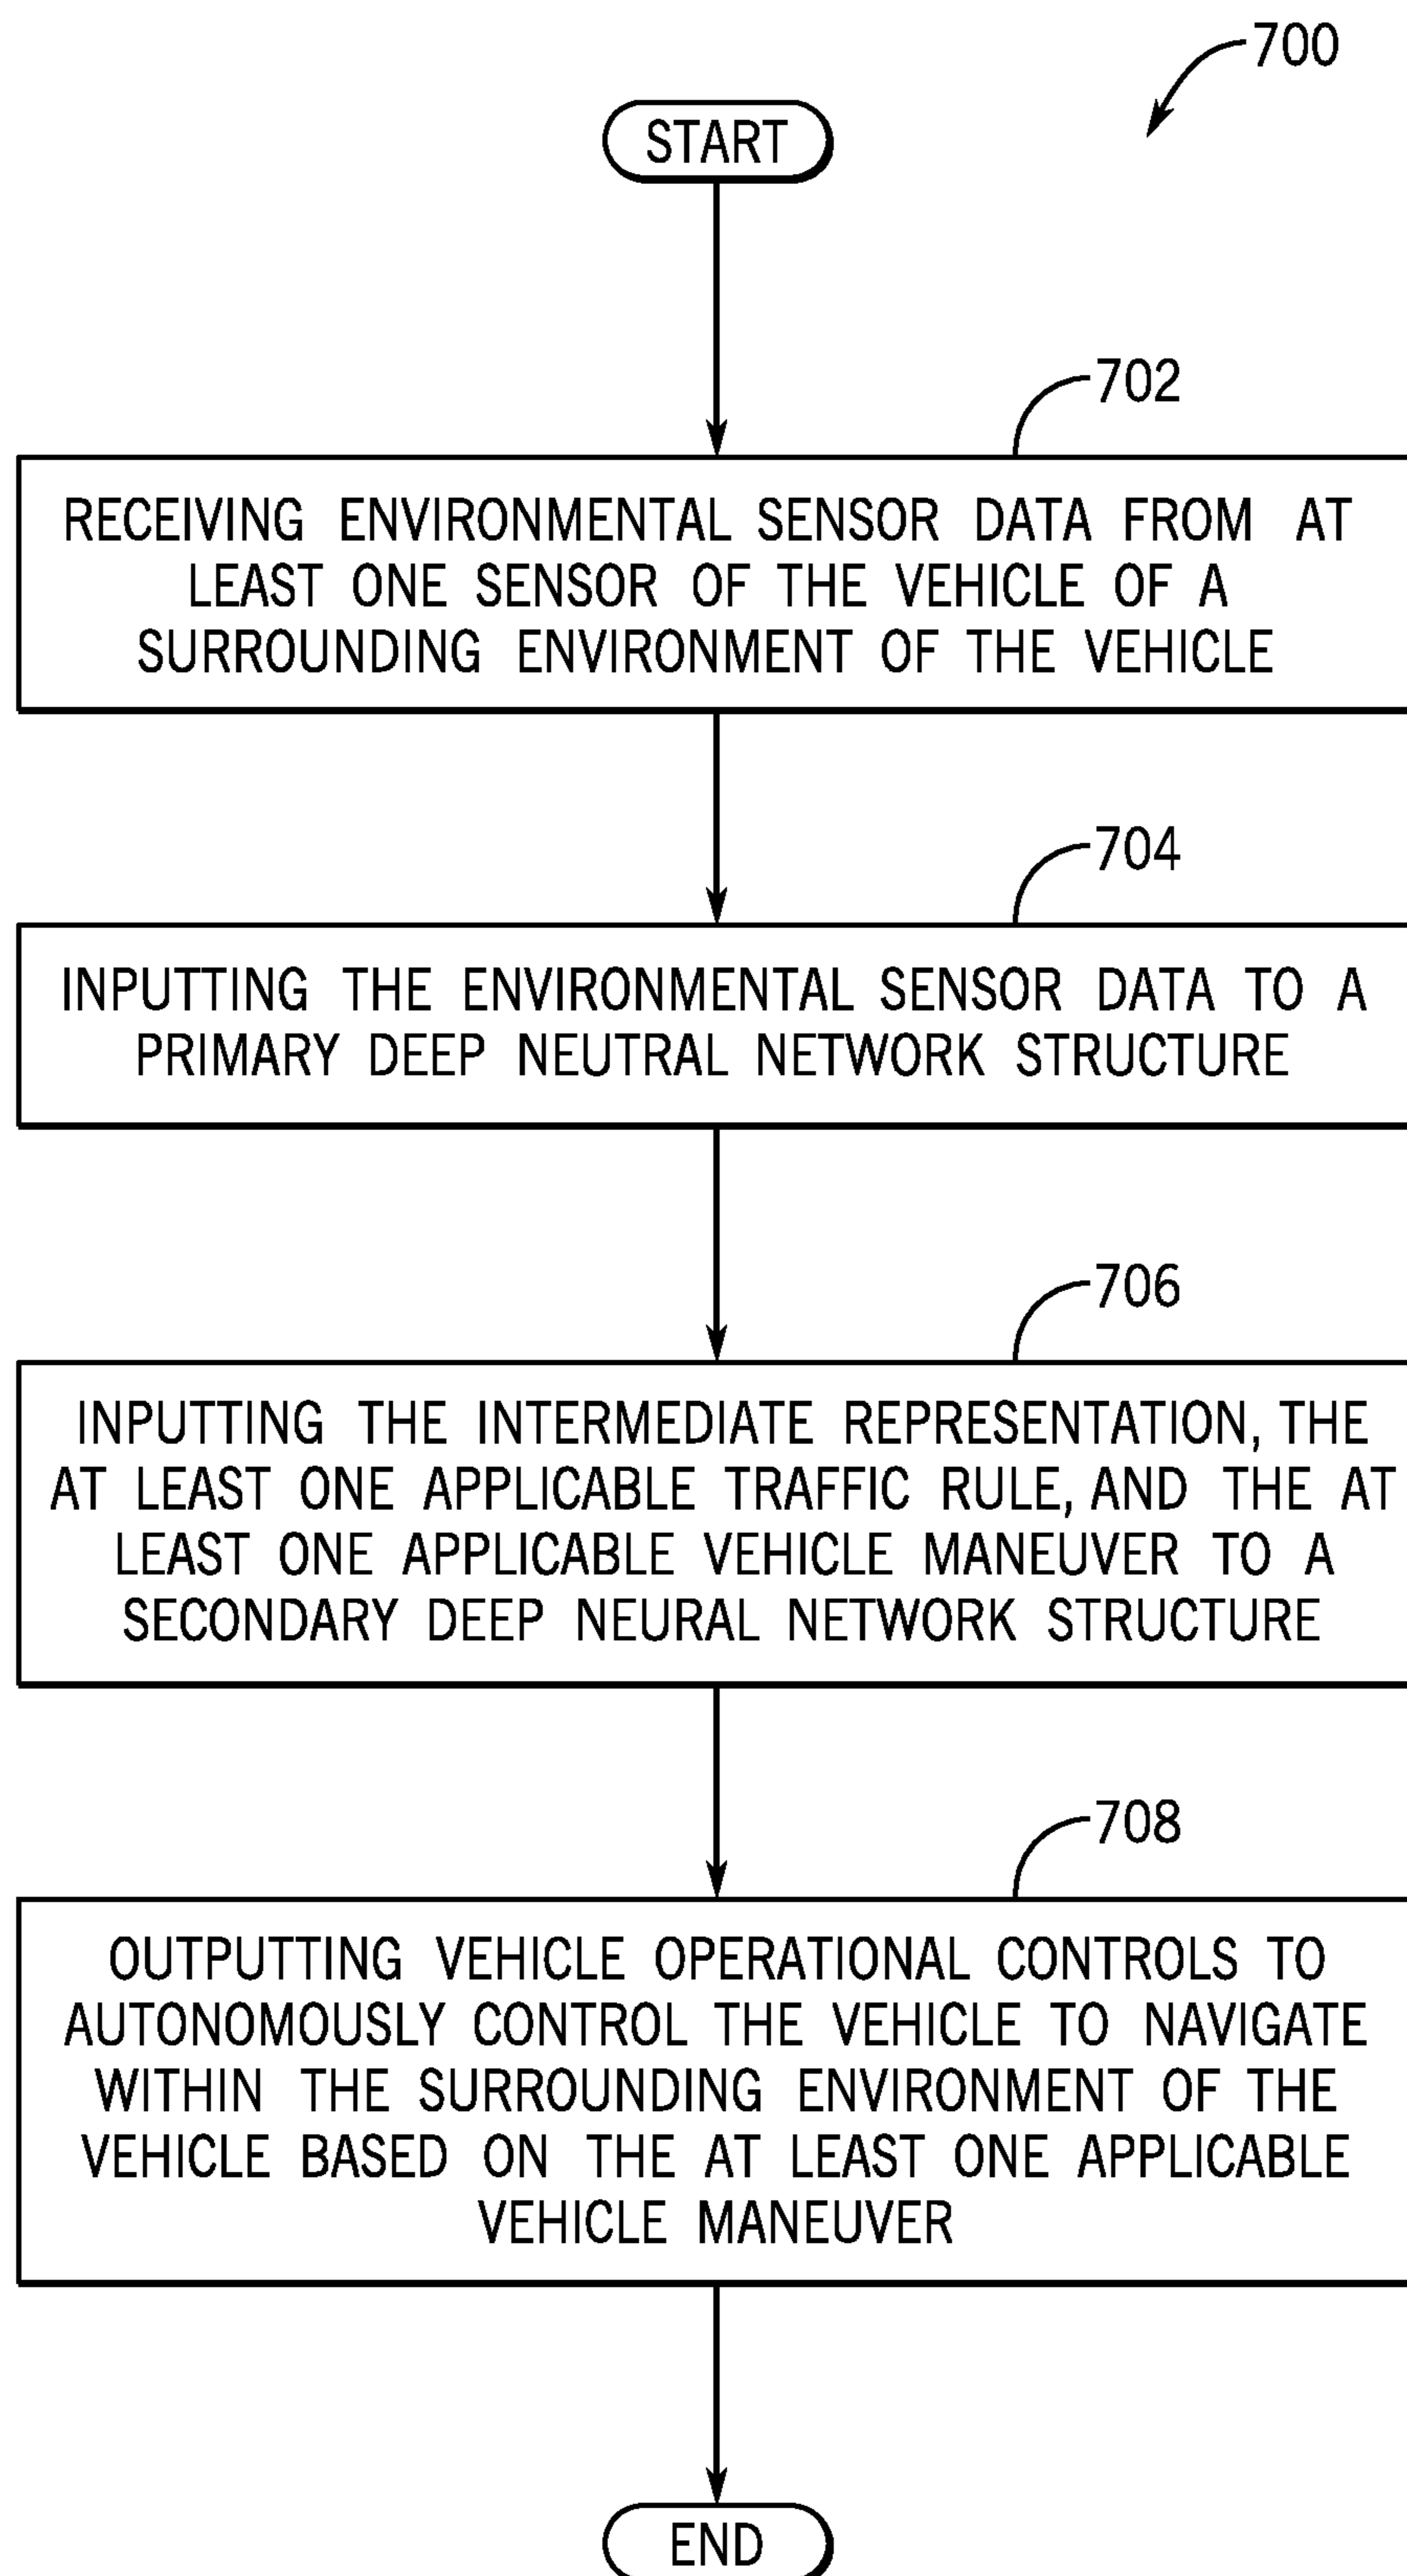 700
START
702
RECEIVING ENVIRONMENTAL SENSOR DATA FROM AT
LEAST ONE SENSOR OF THE VEHICLE OF A
SURROUNDING ENVIRONMENT OF THE VEHICLE
704
INPUTTING THE ENVIRONMENTAL SENSOR DATA TO A
PRIMARY DEEP NEUTRAL NETWORK STRUCTURE
706
INPUTTING THE INTERMEDIATE REPRESENTATION, THE
AT LEAST ONE APPLICABLE TRAFFIC RULE, AND THE AT
LEAST ONE APPLICABLE VEHICLE MANEUVER TO A
SECONDARY DEEP NEURAL NETWORK STRUCTURE
708
OUTPUTTING VEHICLE OPERATIONAL CONTROLS TO
AUTONOMOUSLY CONTROL THE VEHICLE TO NAVIGATE
WITHIN THE SURROUNDING ENVIRONMENT OF THE
VEHICLE BASED ON THE AT LEAST ONE APPLICABLE
VEHICLE MANEUVER
END